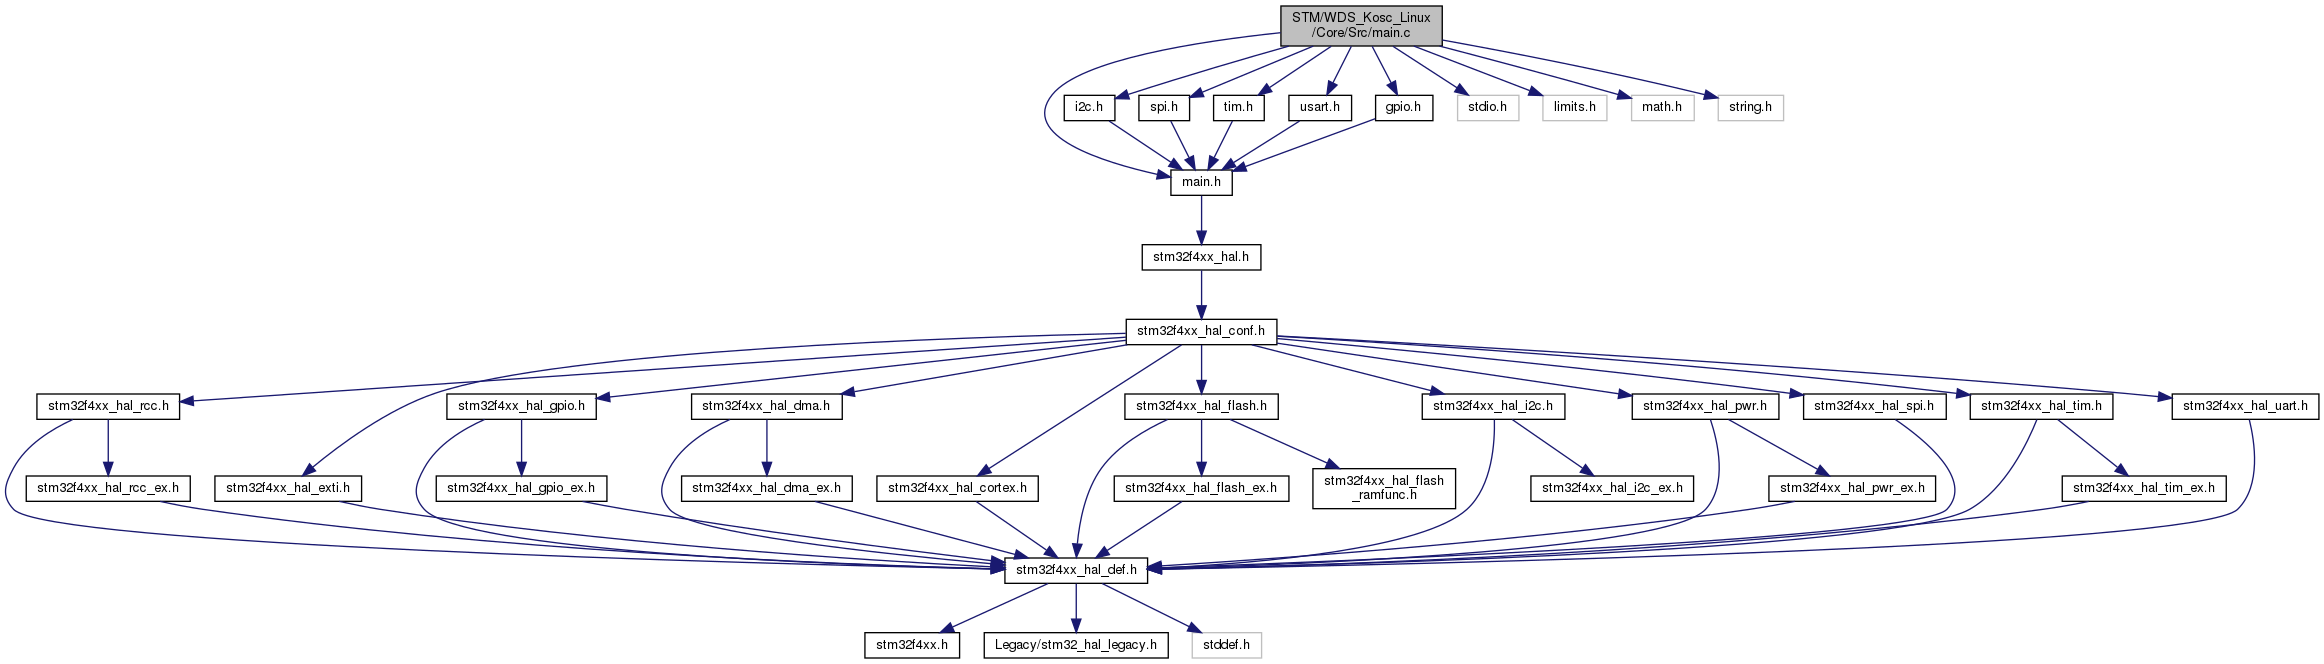 STM/WDS_Kosc_Linux
/Core/Src/main.c
i2c.h
spi.h
tim.h
usart.h
gpio.h
stdio.h
limits.h
math.h
string.h
main.h
stm32f4xx_hal.h
stm32f4xx_hal_conf.h
stm32f4xx_hal_rcc.h
stm32f4xx_hal_gpio.h
stm32f4xx_hal_dma.h
stm32f4xx_hal_flash.h
stm32f4xx_hal_i2c.h
stm32f4xx_hal_pwr.h
stm32f4xx_hal_spi.h
stm32f4xx_hal_tim.h
stm32f4xx_hal_uart.h
stm32f4xx_hal_rcc_ex.h
stm32f4xx_hal_exti.h
stm32f4xx_hal_gpio_ex.h
stm32f4xx_hal_dma_ex.h
stm32f4xx_hal_cortex.h
stm32f4xx_hal_flash_ex.h
stm32f4xx_hal_flash
_ramfunc.h
stm32f4xx_hal_i2c_ex.h
stm32f4xx_hal_pwr_ex.h
stm32f4xx_hal_tim_ex.h
stm32f4xx_hal_def.h
stm32f4xx.h
Legacy/stm32_hal_legacy.h
stddef.h